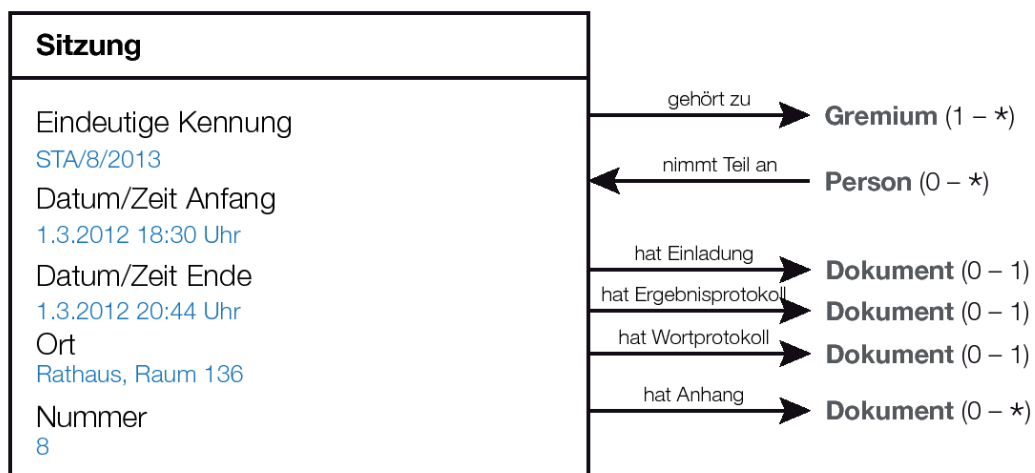 Sitzung
Eindeutige Kennung
STA/8/2013
Datum/Zeit Anfang
1.3.2012 18:30 Uhr
Datum/Zeit Ende
1.3.2012 20:44 Uhr
Ort
Rathaus, Raum 136
Nummer
8
gehört zu
Gremium (1 – *)
nimmt Teil an
Person (0 – *)
hat Einladung
Dokument (0 – 1)
hat Ergebnisprotokoll
Dokument (0 – 1)
hat Wortprotokoll
Dokument (0 – 1)
hat Anhang
Dokument (0 – *)